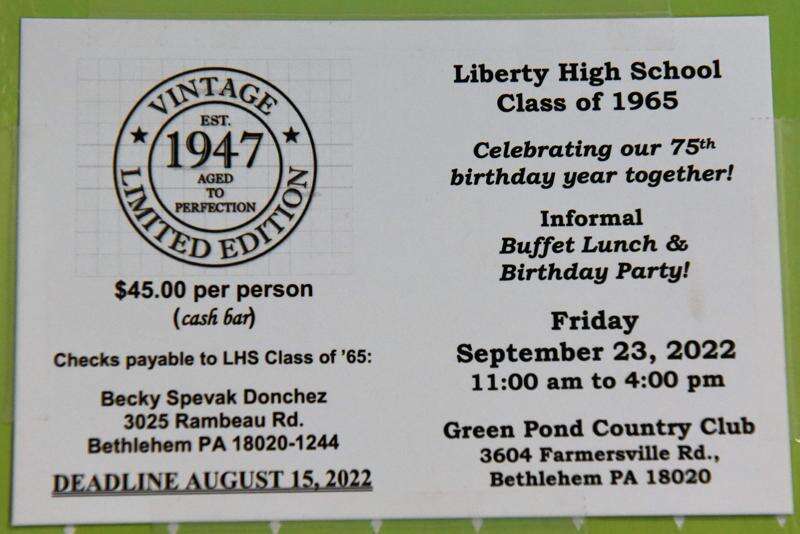 VINTAGE
EST.
1947
AGED
TO
PERFECTION
LIMITED EDITION
$45.00 per person
(cash bar)
Checks payable to LHS Class of '65:
Becky Spevak Donchez
3025 Rambeau Rd.
Bethlehem PA 18020-1244
DEADLINE AUGUST 15, 2022
Liberty High School
Class of 1965
Celebrating our 75th
birthday year together!
Informal
Buffet Lunch &
Birthday Party!
Friday
September 23, 2022
11:00 am to 4:00 pm
Green Pond Country Club
3604 Farmersville Rd.,
Bethlehem PA 18020